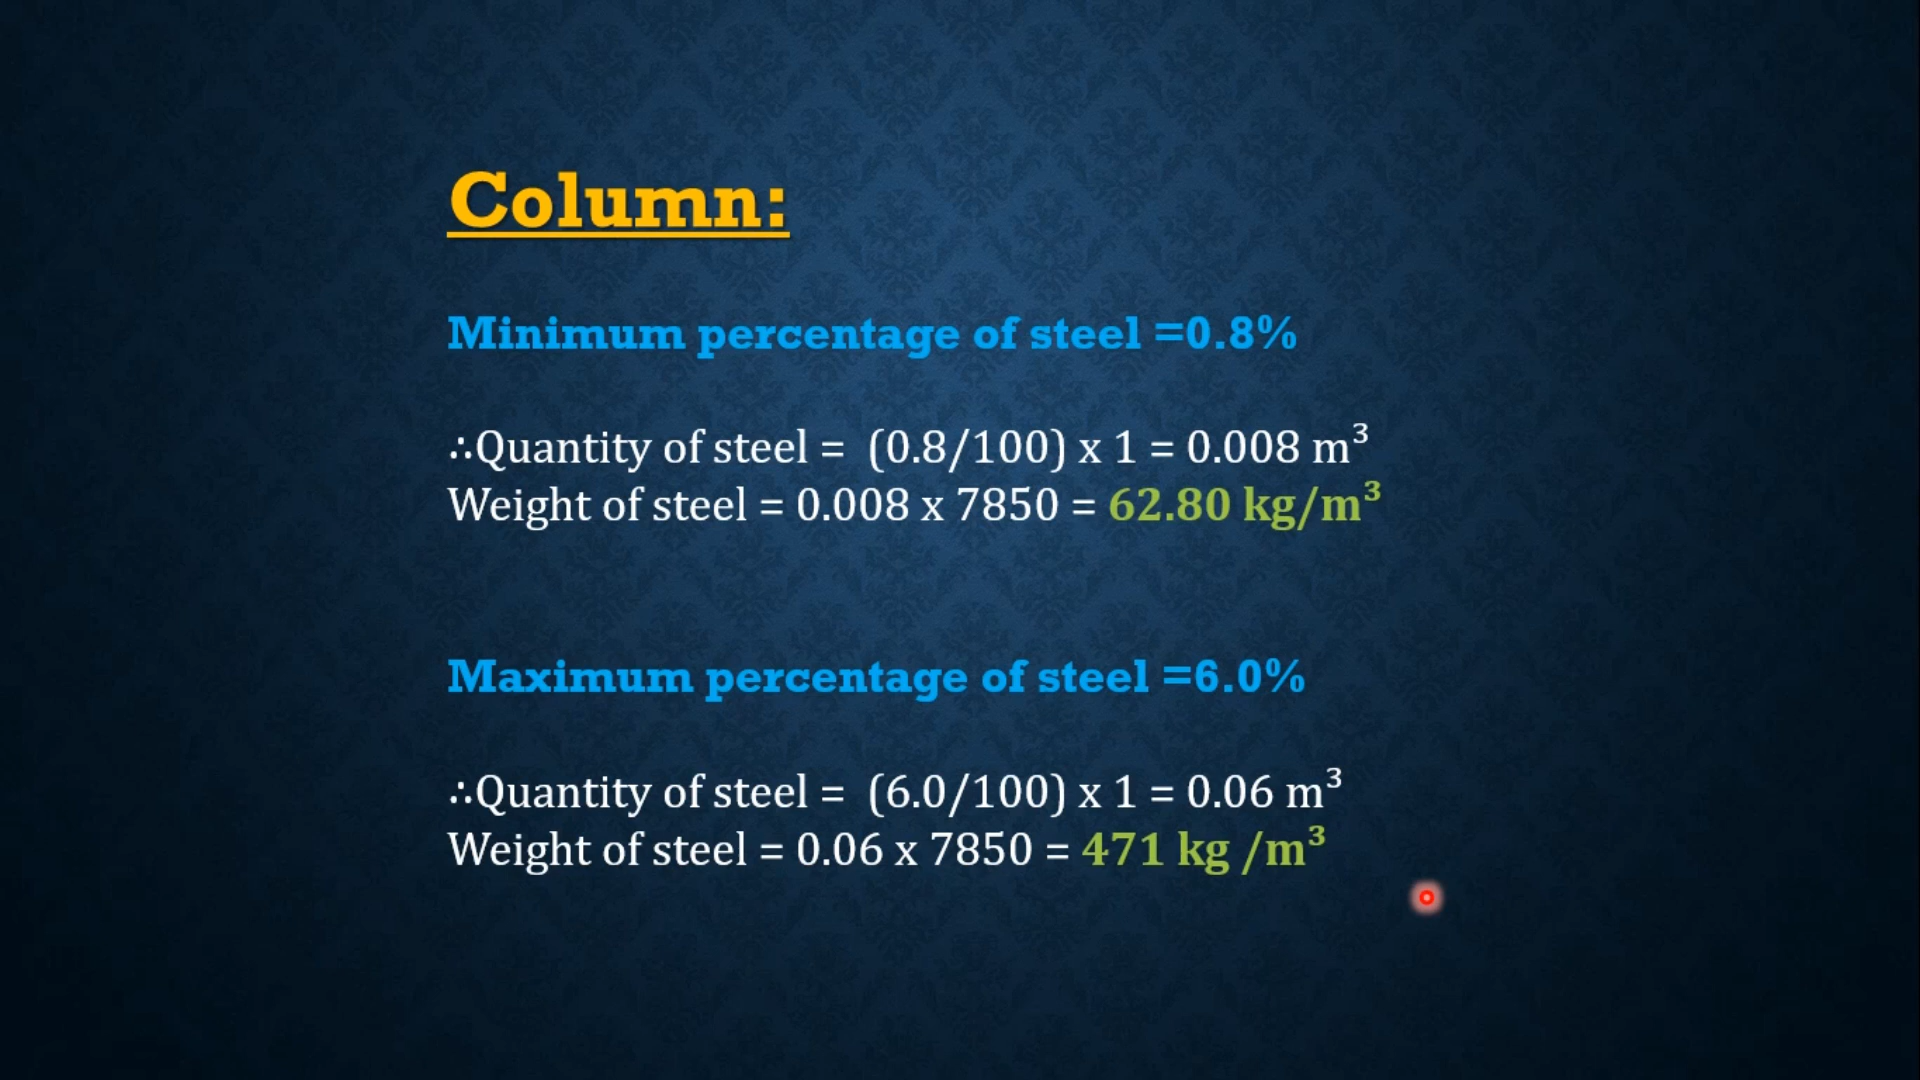 Column:
Minimum percentage of steel =0.8%
∴Quantity of steel = (0.8/100) x 1 = 0.008 m³
Weight of steel = 0.008 x 7850 = 62.80 kg/m³
Maximum percentage of steel =6.0%
∴Quantity of steel = (6.0/100) x 1 = 0.06 m³
Weight of steel = 0.06 x 7850 = 471 kg /m³